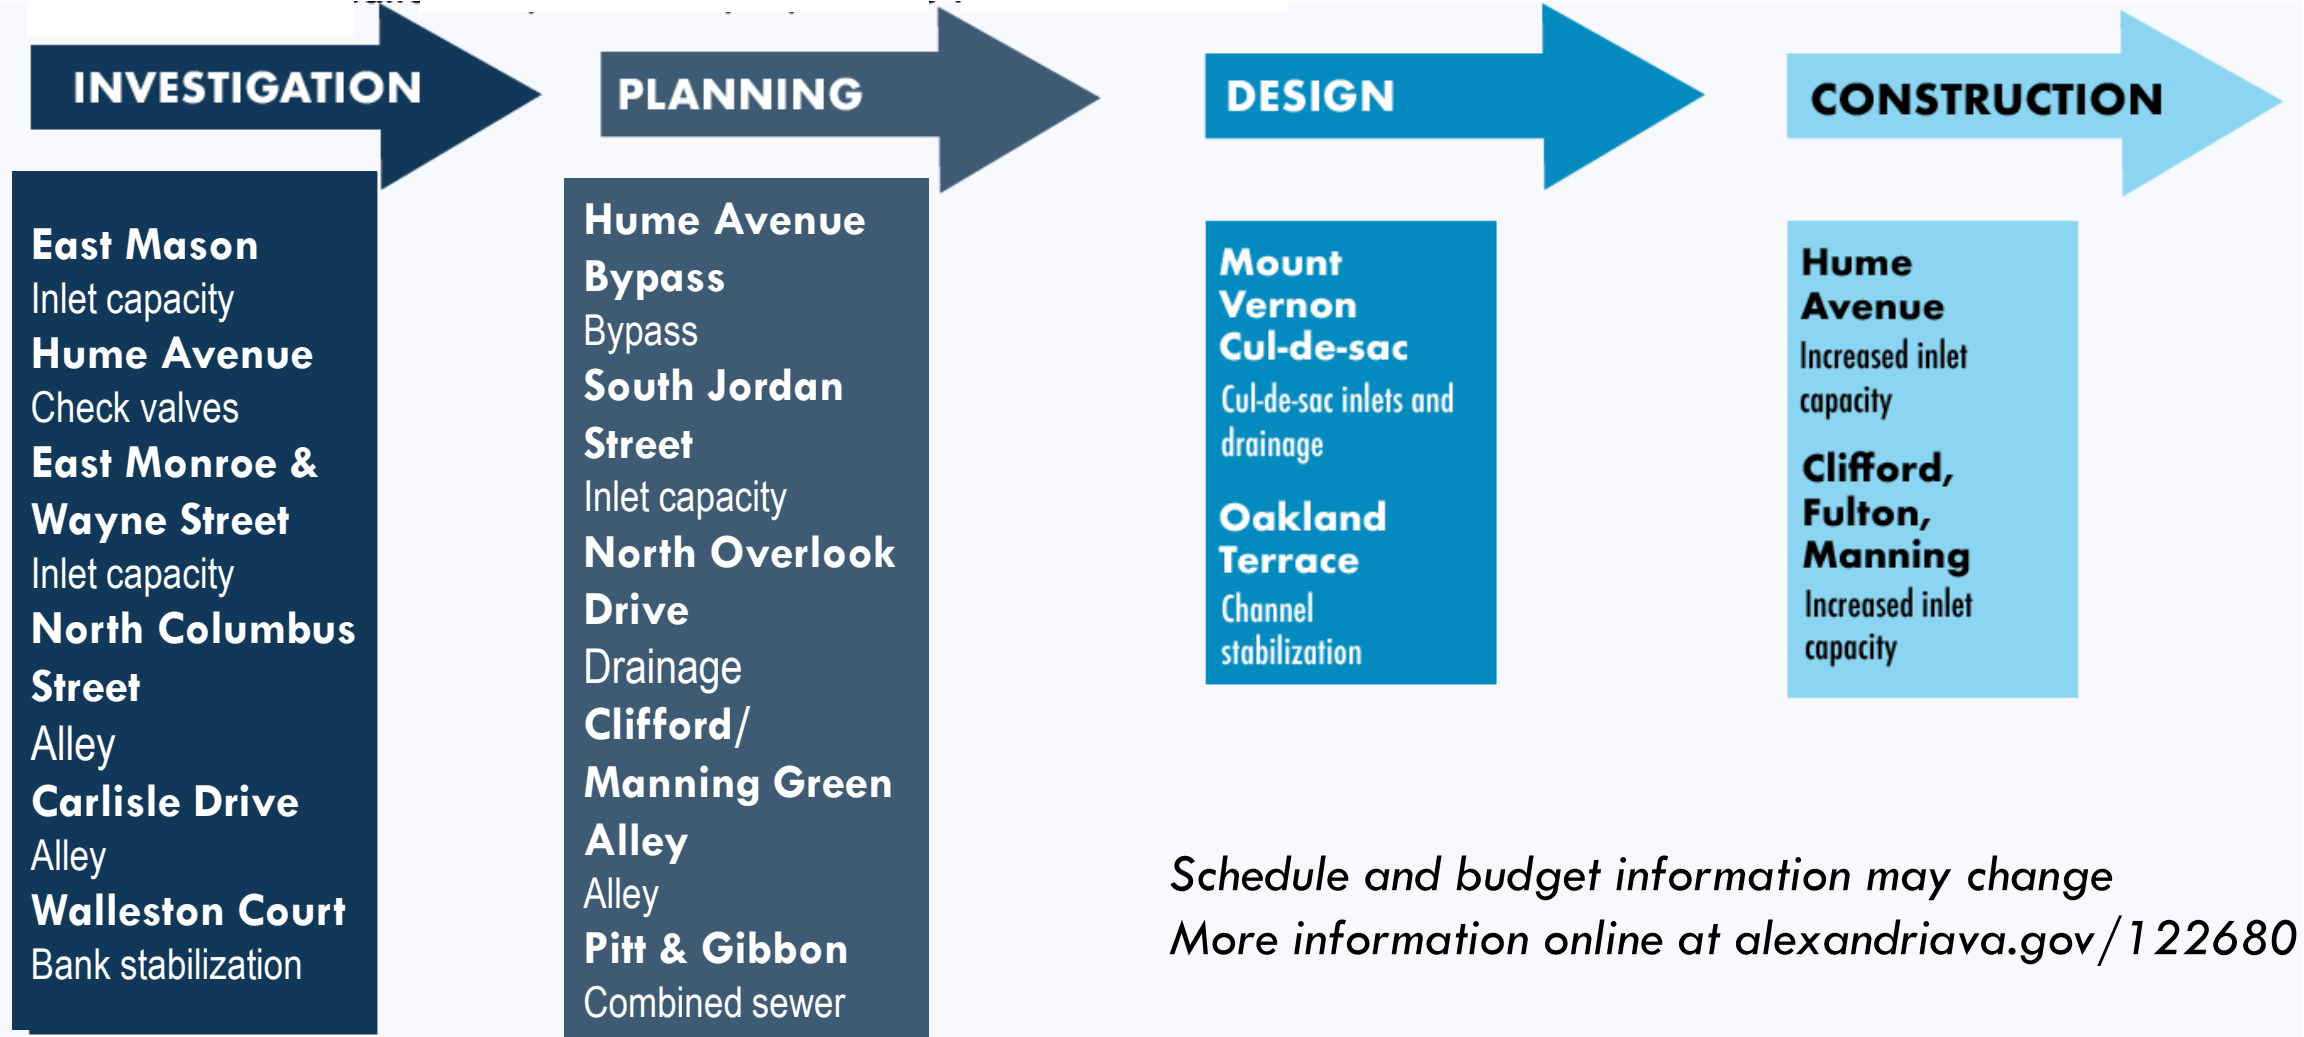 INVESTIGATION
East Mason
Inlet capacity
Hume Avenue
Check valves
East Monroe &
Wayne Street
Inlet capacity
North Columbus
Street
Alley
Carlisle Drive
Alley
Walleston Court
Bank stabilization
PLANNING
Hume Avenue
Bypass
Bypass
South Jordan
Street
Inlet capacity
North Overlook
Drive
Drainage
Clifford/
Manning Green
Alley
Alley
Pitt & Gibbon
Combined sewer
DESIGN
Mount
Vernon
Cul-de-sac
Cul-de-sac inlets and
drainage
Oakland
Terrace
Channel
stabilization
CONSTRUCTION
Hume
Avenue
Increased inlet
capacity
Clifford,
Fulton,
Manning
Increased inlet
capacity
Schedule and budget information may change
More information online at alexandriava.gov/122680